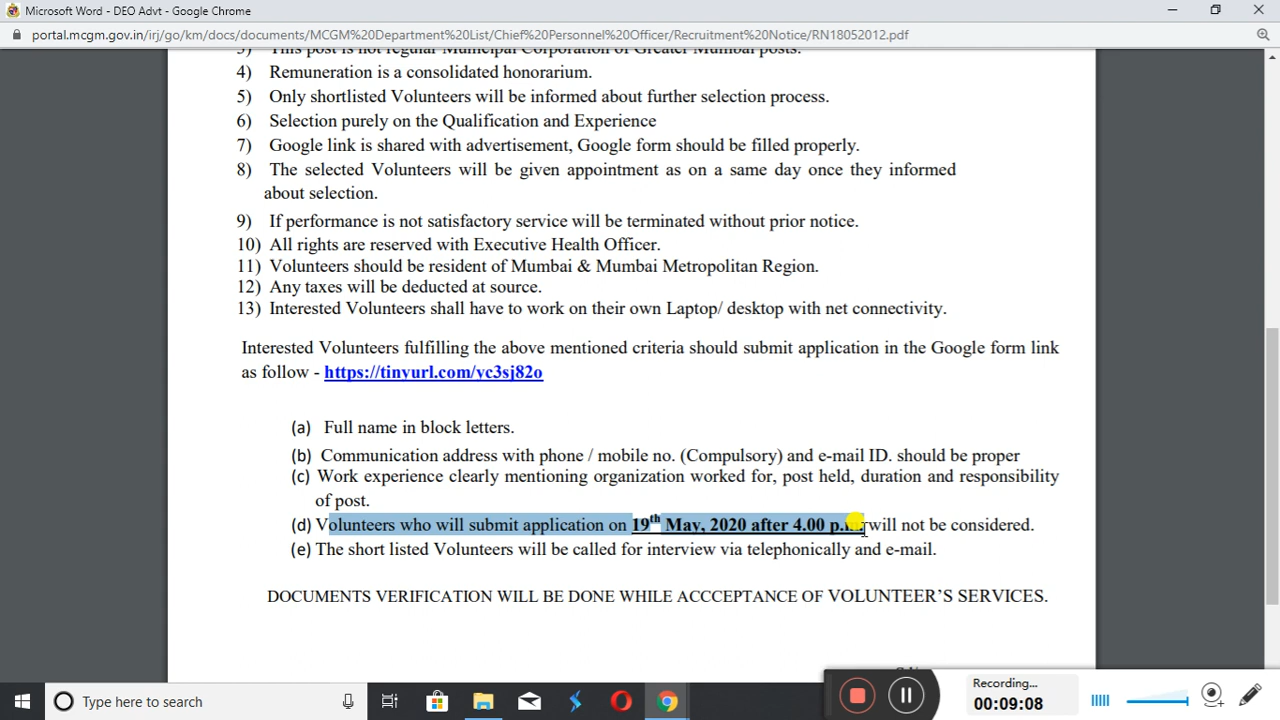 Microsoft Word - DEO Advt - Google Chrome
portal.mcgm.gov.in/irj/go/km/docs/documents/MCGM%20Department%20List/Chief%20Personnel%20Officer/Recruitment%20Notice/RN18052012.pdf
3) This post is not regular Municipal Corporation of Greater Mumbai posts.
4) Remuneration is a consolidated honorarium.
5) Only shortlisted Volunteers will be informed about further selection process.
6) Selection purely on the Qualification and Experience
7) Google link is shared with advertisement, Google form should be filled properly.
8) The selected Volunteers will be given appointment as on a same day once they informed
about selection.
9) If performance is not satisfactory service will be terminated without prior notice.
10) All rights are reserved with Executive Health Officer.
11) Volunteers should be resident of Mumbai & Mumbai Metropolitan Region.
12) Any taxes will be deducted at source.
13) Interested Volunteers shall have to work on their own Laptop/ desktop with net connectivity.
Interested Volunteers fulfilling the above mentioned criteria should submit application in the Google form link
as follow - https://tinyurl.com/yc3sj82o
(a) Full name in block letters.
(b) Communication address with phone / mobile no. (Compulsory) and e-mail ID. should be proper
(c) Work experience clearly mentioning organization worked for, post held, duration and responsibility
of post.
(d) Volunteers who will submit application on 19th May, 2020 after 4.00 p.m. will not be considered.
(e) The short listed Volunteers will be called for interview via telephonically and e-mail.
DOCUMENTS VERIFICATION WILL BE DONE WHILE ACCCEPTANCE OF VOLUNTEER'S SERVICES.
Type here to search
Recording...
00:09:08